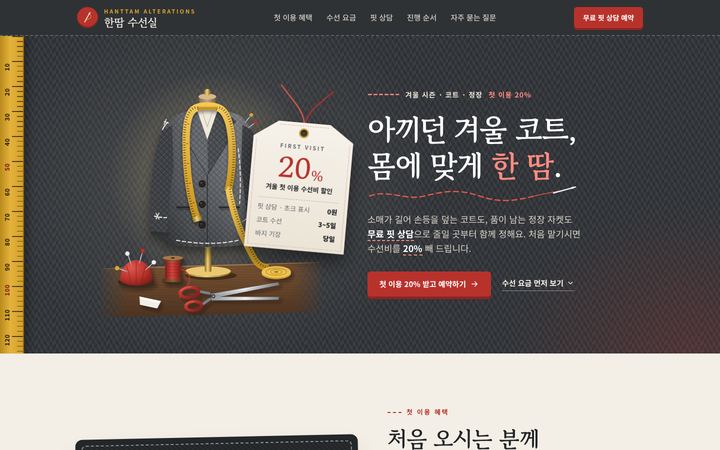 HANTTAM ALTERATIONS
한땀 수선실
첫 이용 혜택
수선 요금
핏 상담
진행 순서
자주 묻는 질문
무료 핏 상담 예약
10
20
30
40
50
60
70
80
90
100
110
120
겨울 시즌 · 코트 · 정장 첫 이용 20%
아끼던 겨울 코트,
몸에 맞게 한 땀.
소매가 길어 손등을 덮는 코트도, 품이 남는 정장 자켓도
무료 핏 상담으로 줄일 곳부터 함께 정해요. 처음 맡기시면
수선비를 20% 빼 드립니다.
첫 이용 20% 받고 예약하기 →
수선 요금 먼저 보기
FIRST VISIT
20%
겨울 첫 이용 수선비 할인
핏 상담 · 초크 표시 0원
코트 수선 3~5일
바지 기장 당일
첫 이용 혜택
처음 오시는 분께